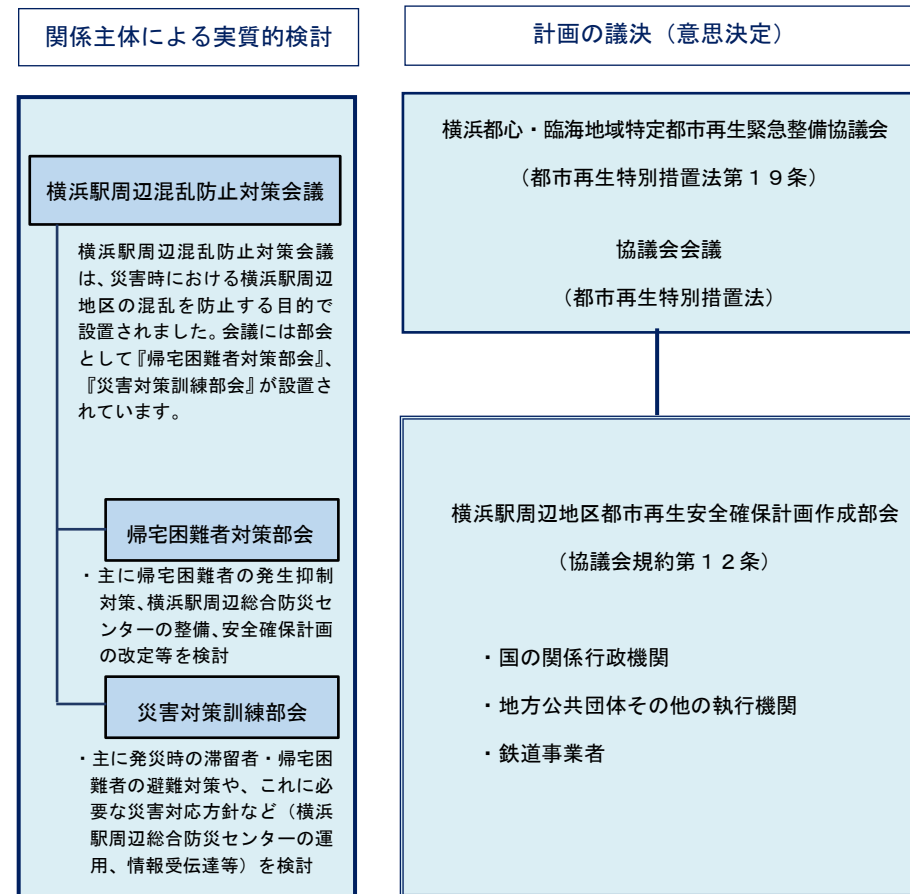 関係主体による実質的検討
横浜駅周辺混乱防止対策会議
横浜駅周辺混乱防止対策会議
は、災害時における横浜駅周辺
地区の混乱を防止する目的で
設置されました。会議には部会
として『帰宅困難者対策部会』、
『災害対策訓練部会』が設置さ
れています。
帰宅困難者対策部会
・主に帰宅困難者の発生抑制
対策、横浜駅周辺総合防災セ
ンターの整備、安全確保計画
の改定等を検討
災害対策訓練部会
・主に発災時の滞留者・帰宅困
難者の避難対策や、これに必
要な災害対応方針など（横浜
駅周辺総合防災センターの運
用、情報受伝達等）を検討
計画の議決（意思決定）
横浜都心・臨海地域特定都市再生緊急整備協議会
（都市再生特別措置法第１９条）
協議会会議
（都市再生特別措置法）
横浜駅周辺地区都市再生安全確保計画作成部会
（協議会規約第１２条）
・国の関係行政機関
・地方公共団体その他の執行機関
・鉄道事業者